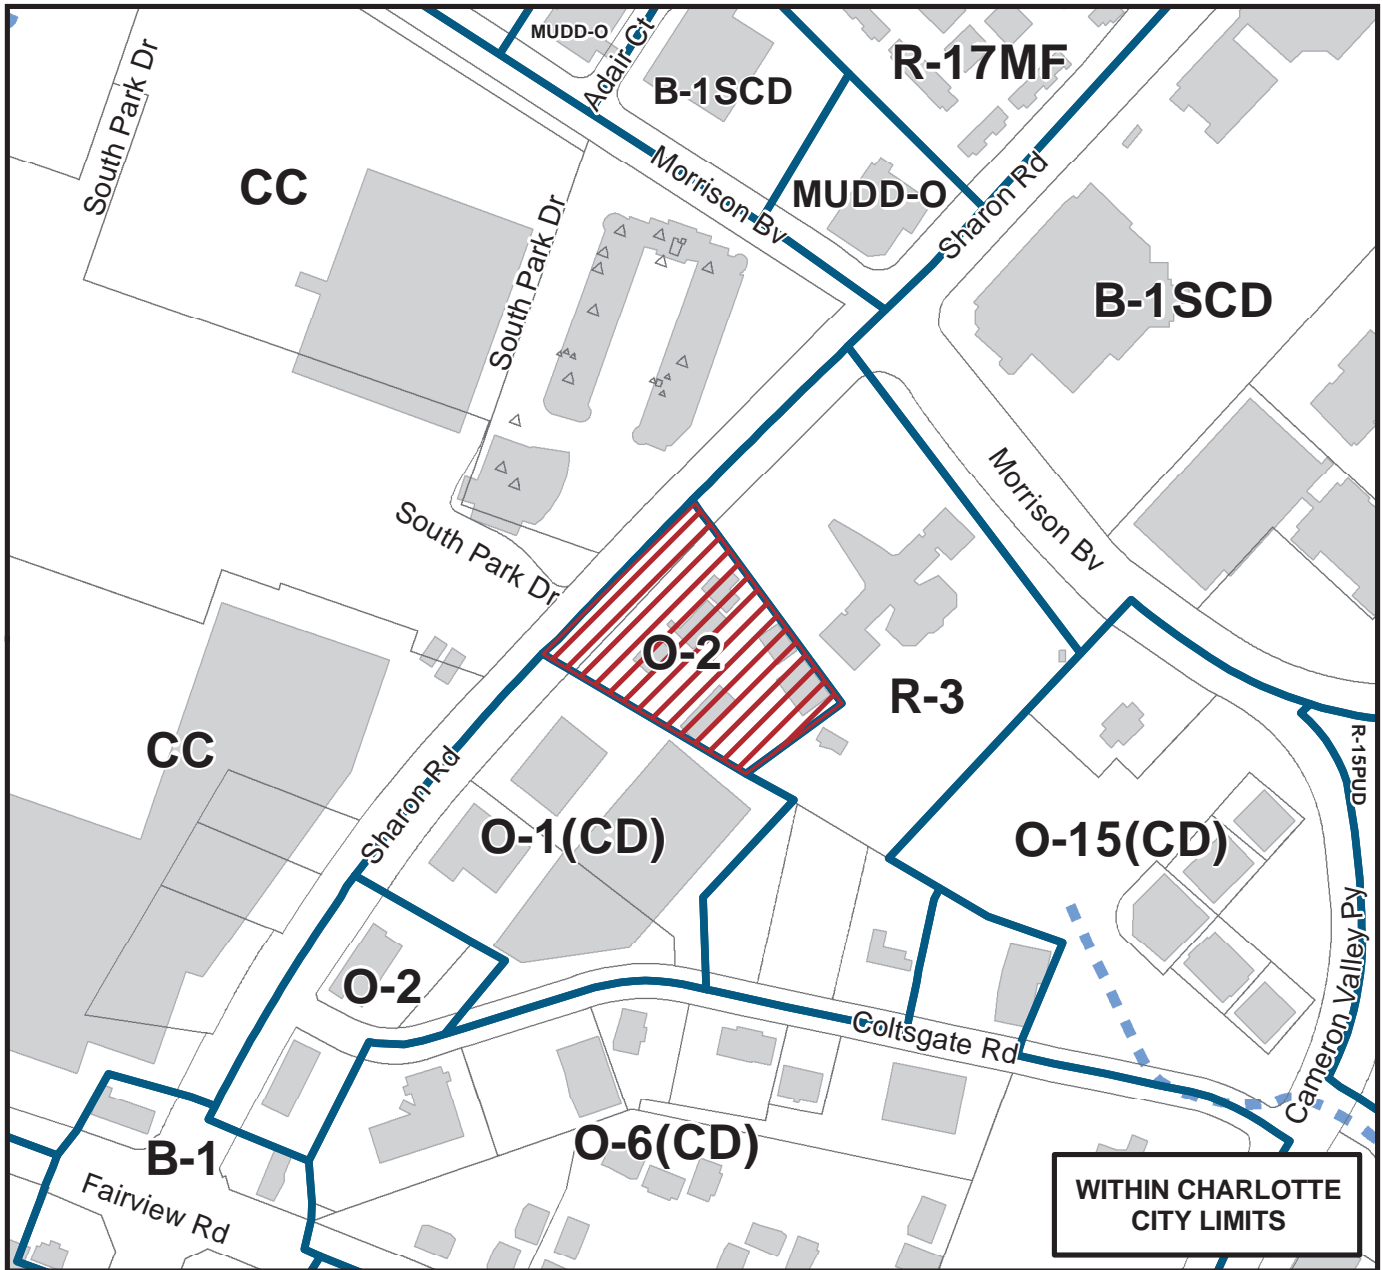 MUDD-O
Adair Ct
R-17MF
South Park Dr
B-1SCD
CC
Morrison Bv
MUDD-O
Sharon Rd
South Park Dr
B-1SCD
Morrison Bv
South Park Dr
O-2
R-3
CC
R-15PUD
Sharon Rd
O-1(CD)
O-15(CD)
O-2
Cameron Valley Py
Coltsgate Rd
O-6(CD)
B-1
Fairview Rd
WITHIN CHARLOTTE
CITY LIMITS